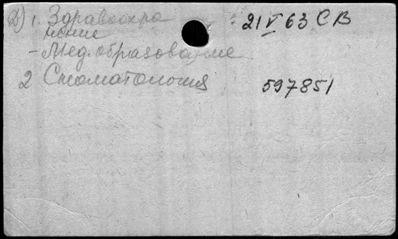 Д) 1. Здравоохра 21 V 63 СВ
нение
- Мед. образование
2 Стоматология 597851